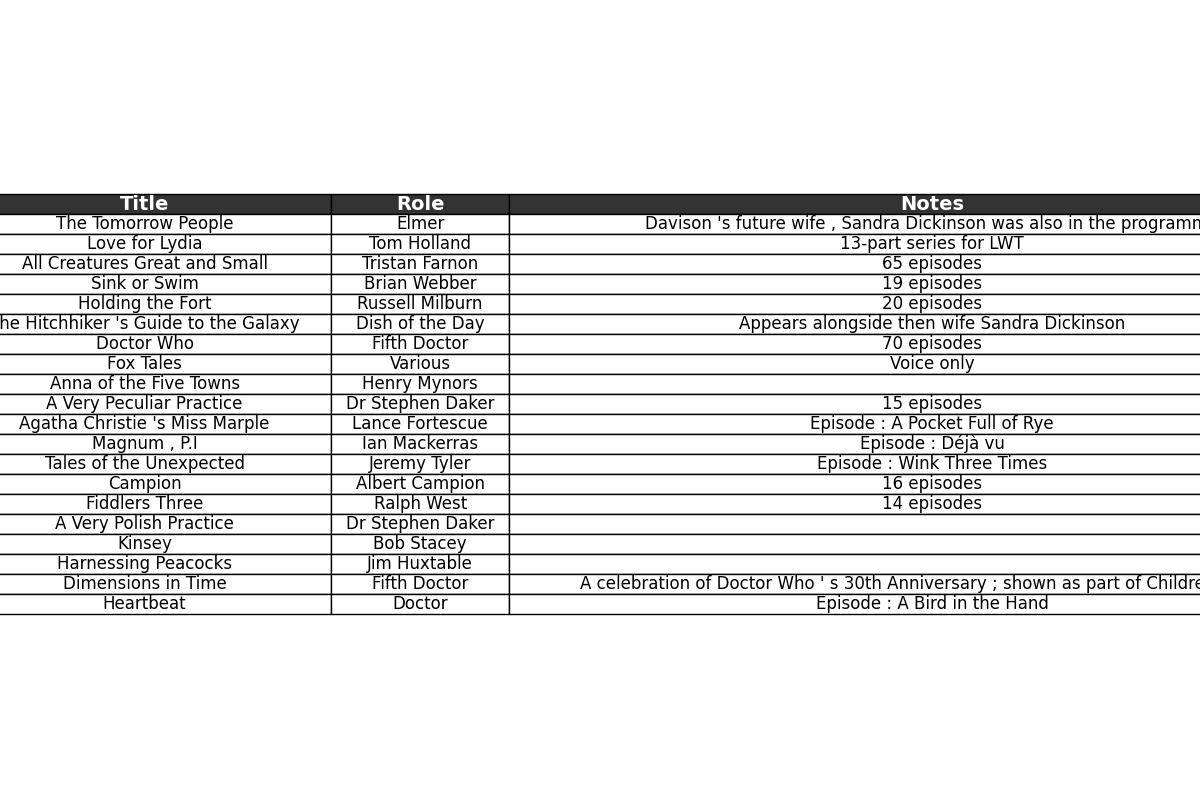 Title Role Notes
The Tomorrow People Elmer Davison 's future wife , Sandra Dickinson was also in the
Love for Lydia Tom Holland 13-part series for LWT
All Creatures Great and Small Tristan Farnon 65 episodes
Sink or Swim Brian Webber 19 episodes
Holding the Fort Russell Milburn 20 episodes
Hitchhiker 's Guide to the Galaxy Dish of the Day Appears alongside then wife Sandra Dickinson
Doctor Who Fifth Doctor 70 episodes
Fox Tales Various Voice only
Anna of the Five Towns Henry Mynors
A Very Peculiar Practice Dr Stephen Daker 15 episodes
Agatha Christie 's Miss Marple Lance Fortescue Episode : A Pocket Full of Rye
Magnum , P.I Ian Mackerras Episode : Déjà vu
Tales of the Unexpected Jeremy Tyler Episode : Wink Three Times
Campion Albert Campion 16 episodes
Fiddlers Three Ralph West 14 episodes
A Very Polish Practice Dr Stephen Daker
Kinsey Bob Stacey
Harnessing Peacocks Jim Huxtable
Dimensions in Time Fifth Doctor A celebration of Doctor Who ' s 30th Anniversary ; shown as part of
Heartbeat Doctor Episode : A Bird in the Hand